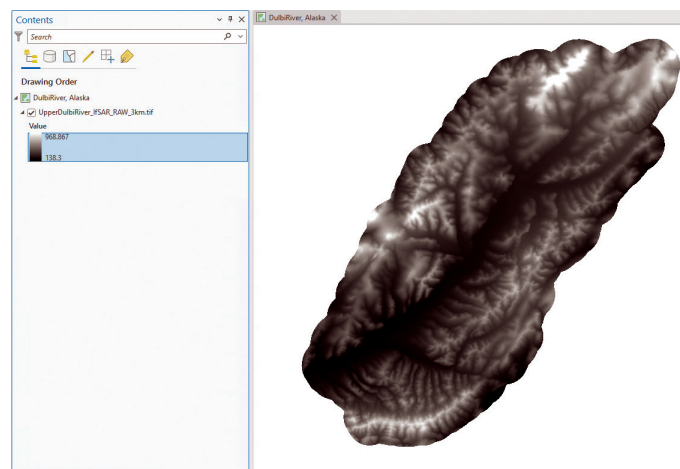 Contents
Search
Drawing Order
DulbiRiver, Alaska
UpperDulbiRiver_IfSAR_RAW_3km.tif
Value
968.867
138.3
DulbiRiver, Alaska